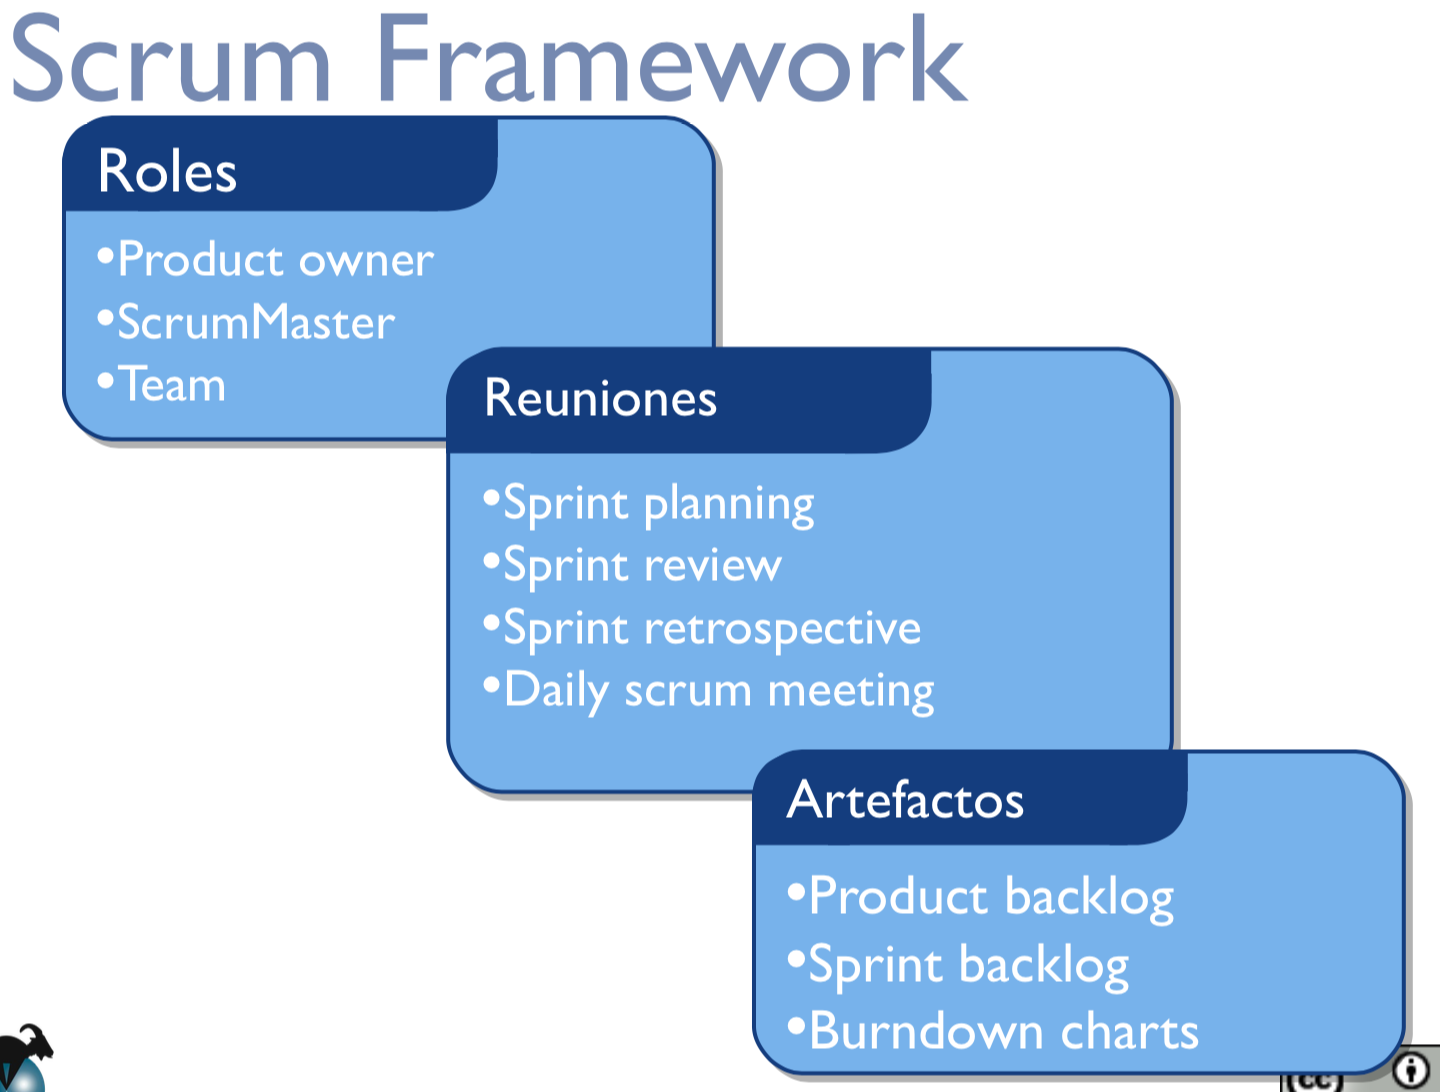 Scrum Framework
Roles
•Product owner
•ScrumMaster
•Team
Reuniones
•Sprint planning
•Sprint review
•Sprint retrospective
•Daily scrum meeting
Artefactos
•Product backlog
•Sprint backlog
•Burndown charts
cc